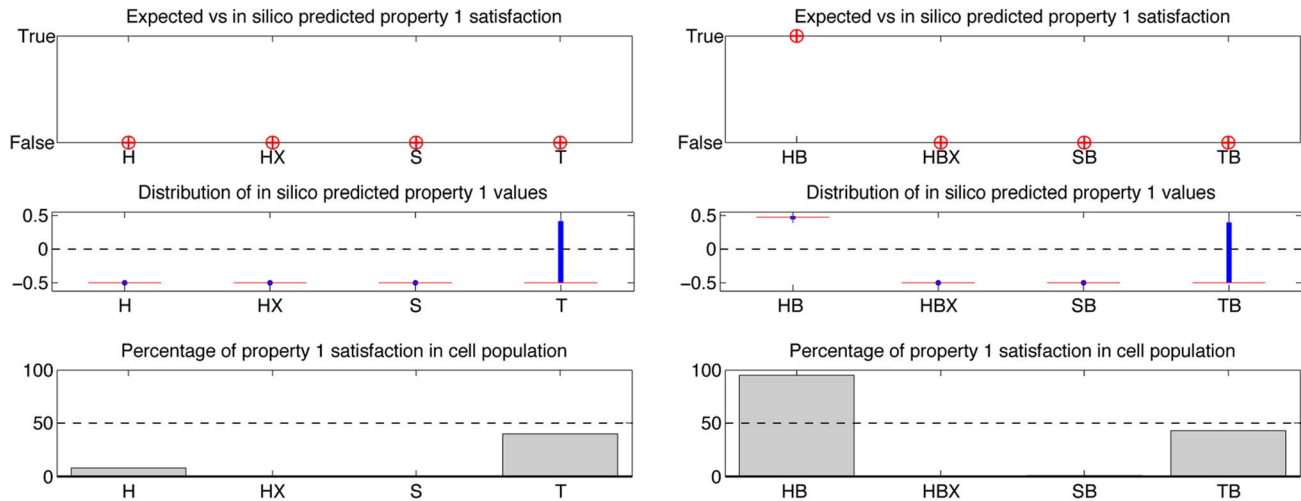 Expected vs in silico predicted property 1 satisfaction
True
False
H HX S T
Distribution of in silico predicted property 1 values
0.5
0
−0.5
H HX S T
Percentage of property 1 satisfaction in cell population
100
50
0
H HX S T
Expected vs in silico predicted property 1 satisfaction
True
False
HB HBX SB TB
Distribution of in silico predicted property 1 values
0.5
0
−0.5
HB HBX SB TB
Percentage of property 1 satisfaction in cell population
100
50
0
HB HBX SB TB